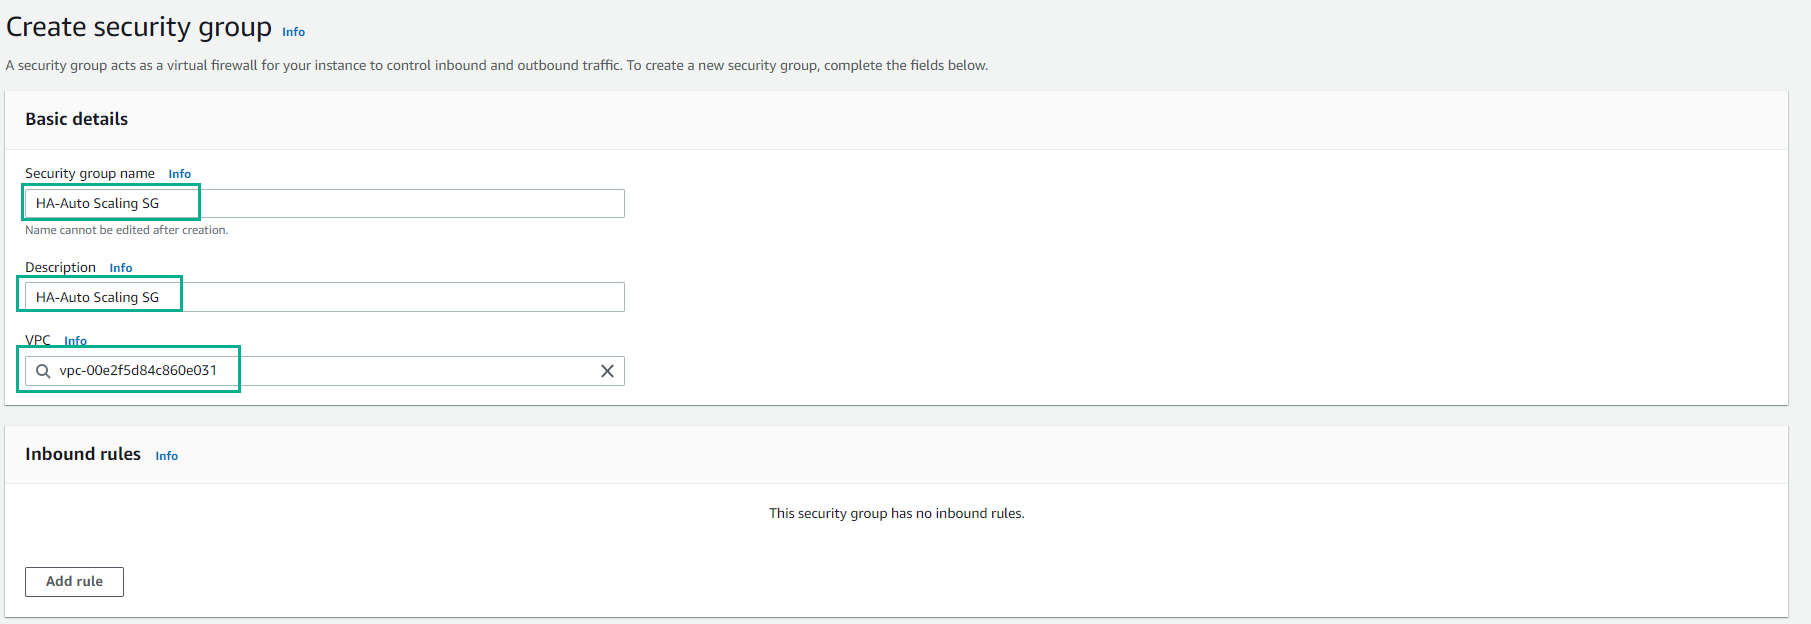 Create security group Info
A security group acts as a virtual firewall for your instance to control inbound and outbound traffic. To create a new security group, complete the fields below.
Basic details
Security group name Info
HA-Auto Scaling SG
Name cannot be edited after creation.
Description Info
HA-Auto Scaling SG
VPC Info
vpc-00e2f5d84c860e031
Inbound rules Info
This security group has no inbound rules.
Add rule